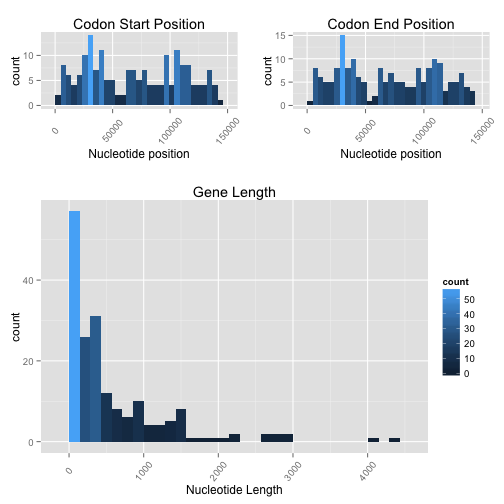 Codon Start Position
count
10
5
0
0
50000
100000
150000
Nucleotide position
Codon End Position
count
15
10
5
0
0
50000
100000
150000
Nucleotide position
Gene Length
count
40
20
0
0
1000
2000
3000
4000
Nucleotide Length
count
50
40
30
20
10
0